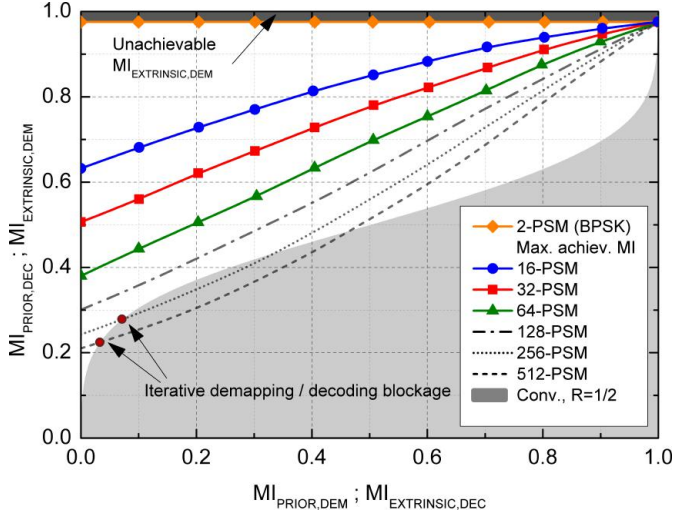 1.0
0.8
0.6
0.4
0.2
0.0
MI_PRIOR,DEC ; MI_EXTRINSIC,DEM
Unachievable
MI_EXTRINSIC,DEM
2-PSM (BPSK)
Max. achiev. MI
16-PSM
32-PSM
64-PSM
128-PSM
256-PSM
512-PSM
Conv., R=1/2
Iterative demapping / decoding blockage
0.0 0.2 0.4 0.6 0.8 1.0
MI_PRIOR,DEM ; MI_EXTRINSIC,DEC